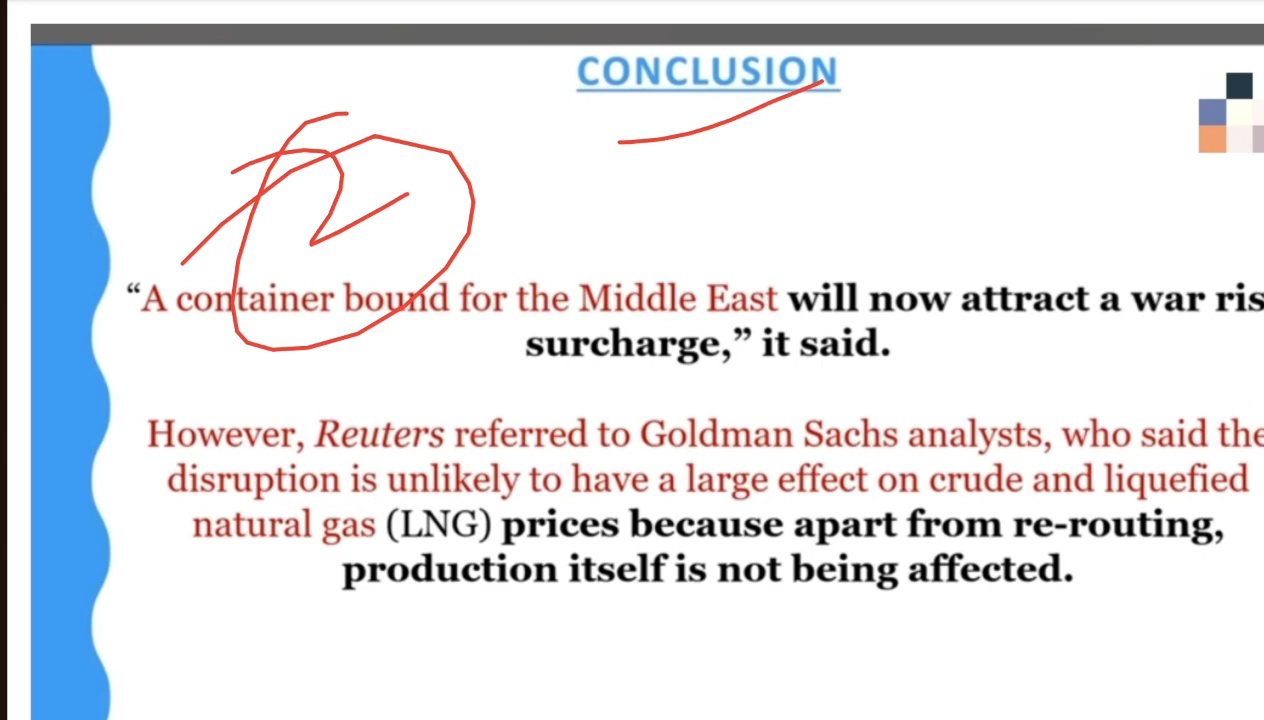 CONCLUSION
“A container bound for the Middle East will now attract a war ris
surcharge,” it said.
However, Reuters referred to Goldman Sachs analysts, who said the
disruption is unlikely to have a large effect on crude and liquefied
natural gas (LNG) prices because apart from re-routing,
production itself is not being affected.